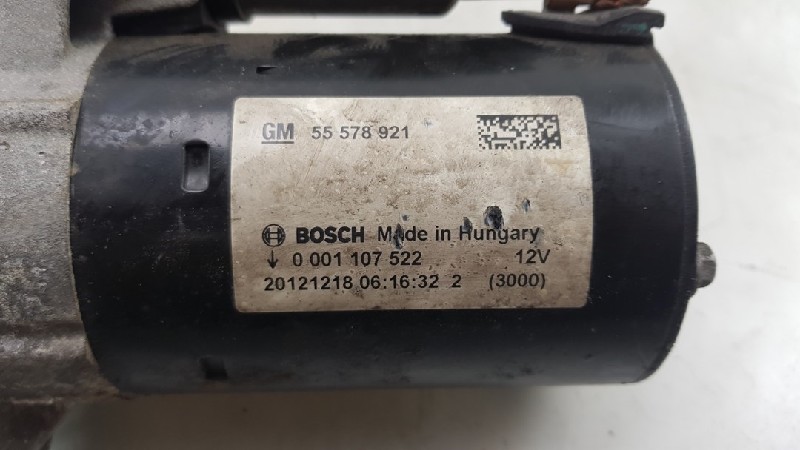 GM 55 578 921
BOSCH Made in Hungary
↓ 0 001 107 522 12V
20121218 06:16:32 2 (3000)